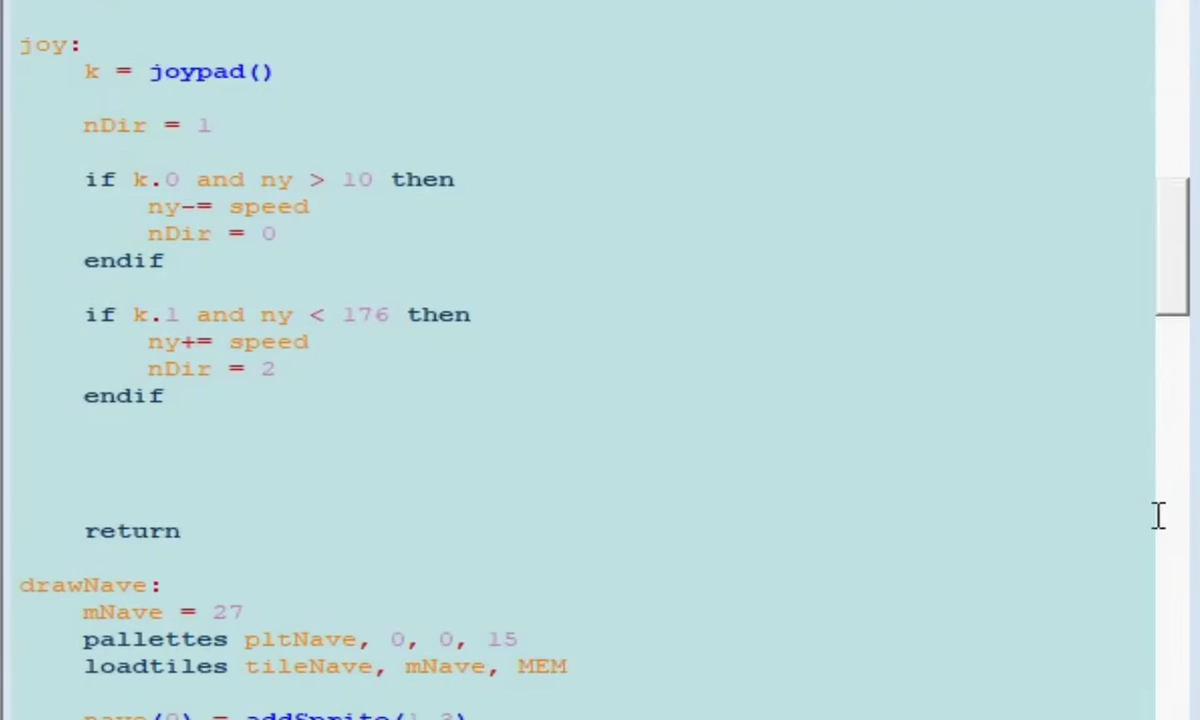 joy:
k = joypad()
nDir = 1
if k.0 and ny > 10 then
ny-= speed
nDir = 0
endif
if k.1 and ny < 176 then
ny+= speed
nDir = 2
endif
return
drawNave:
mNave = 27
pallettes pltNave, 0, 0, 15
loadtiles tileNave, mNave, MEM